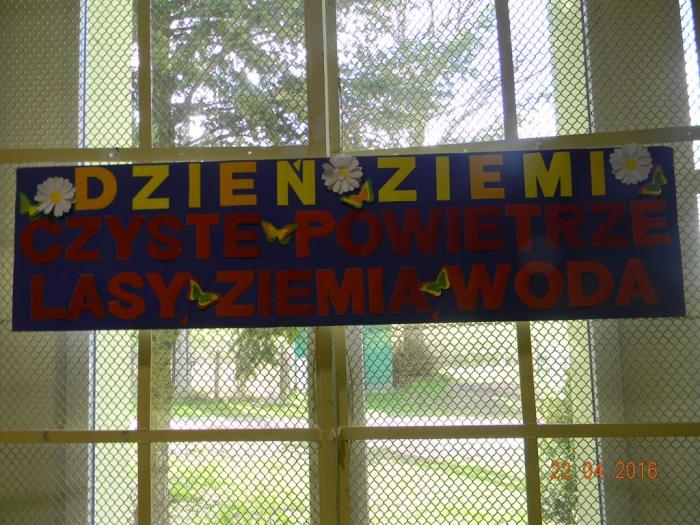 DZIEŃ ZIEMI
CZYSTE POWIETRZE
LASY, ZIEMIA, WODA
22 04 2016